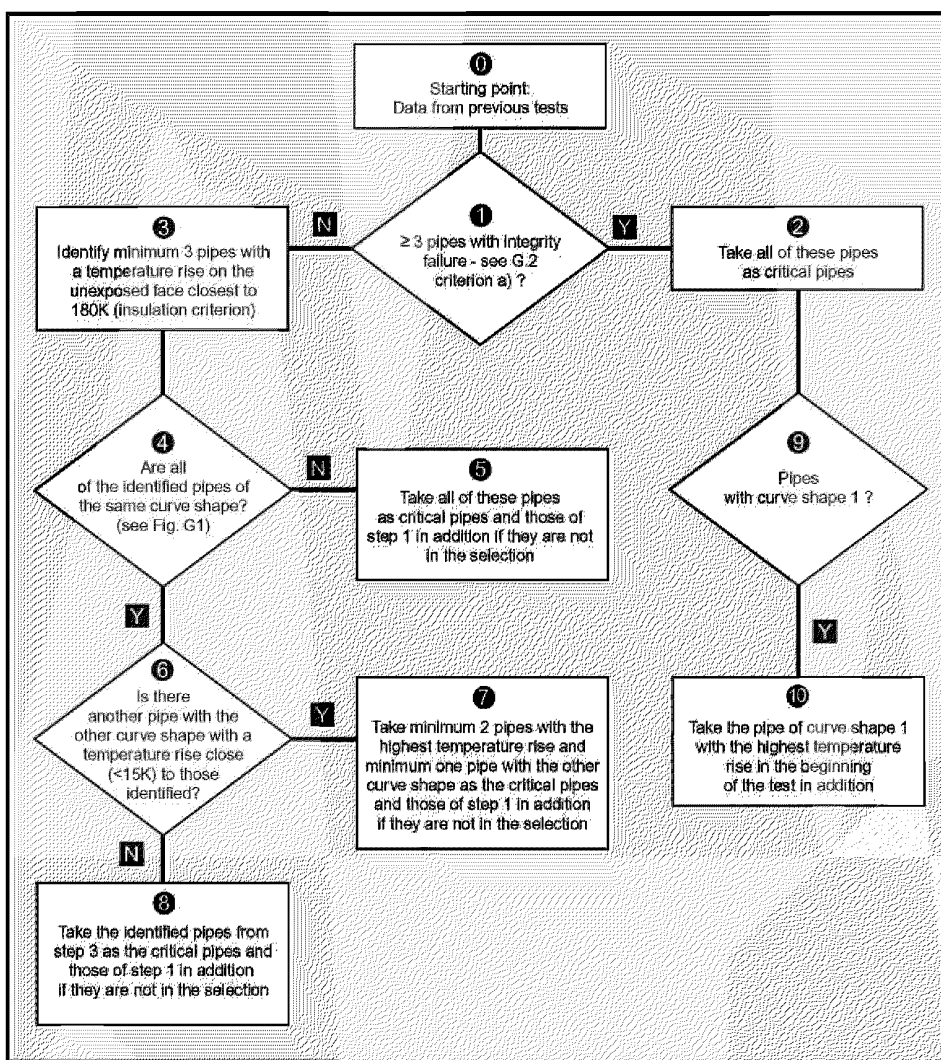 0
Starting point:
Data from previous tests
1
≥ 3 pipes with integrity
failure - see G.2
criterion a) ?
N
Y
3
Identify minimum 3 pipes with
a temperature rise on the
unexposed face closest to
180K (insulation criterion)
2
Take all of these pipes
as critical pipes
4
Are all
of the identified pipes of
the same curve shape?
(see Fig. G1)
N
5
Take all of these pipes
as critical pipes and those of
step 1 in addition if they are not
in the selection
9
Pipes
with curve shape 1 ?
Y
Y
6
Is there
another pipe with the
other curve shape with a
temperature rise close
(<15K) to those
identified?
Y
7
Take minimum 2 pipes with the
highest temperature rise and
minimum one pipe with the other
curve shape as the critical pipes
and those of step 1 in addition
if they are not in the selection
10
Take the pipe of curve shape 1
with the highest temperature
rise in the beginning
of the test in addition
N
8
Take the identified pipes from
step 3 as the critical pipes and
those of step 1 in addition
if they are not in the selection